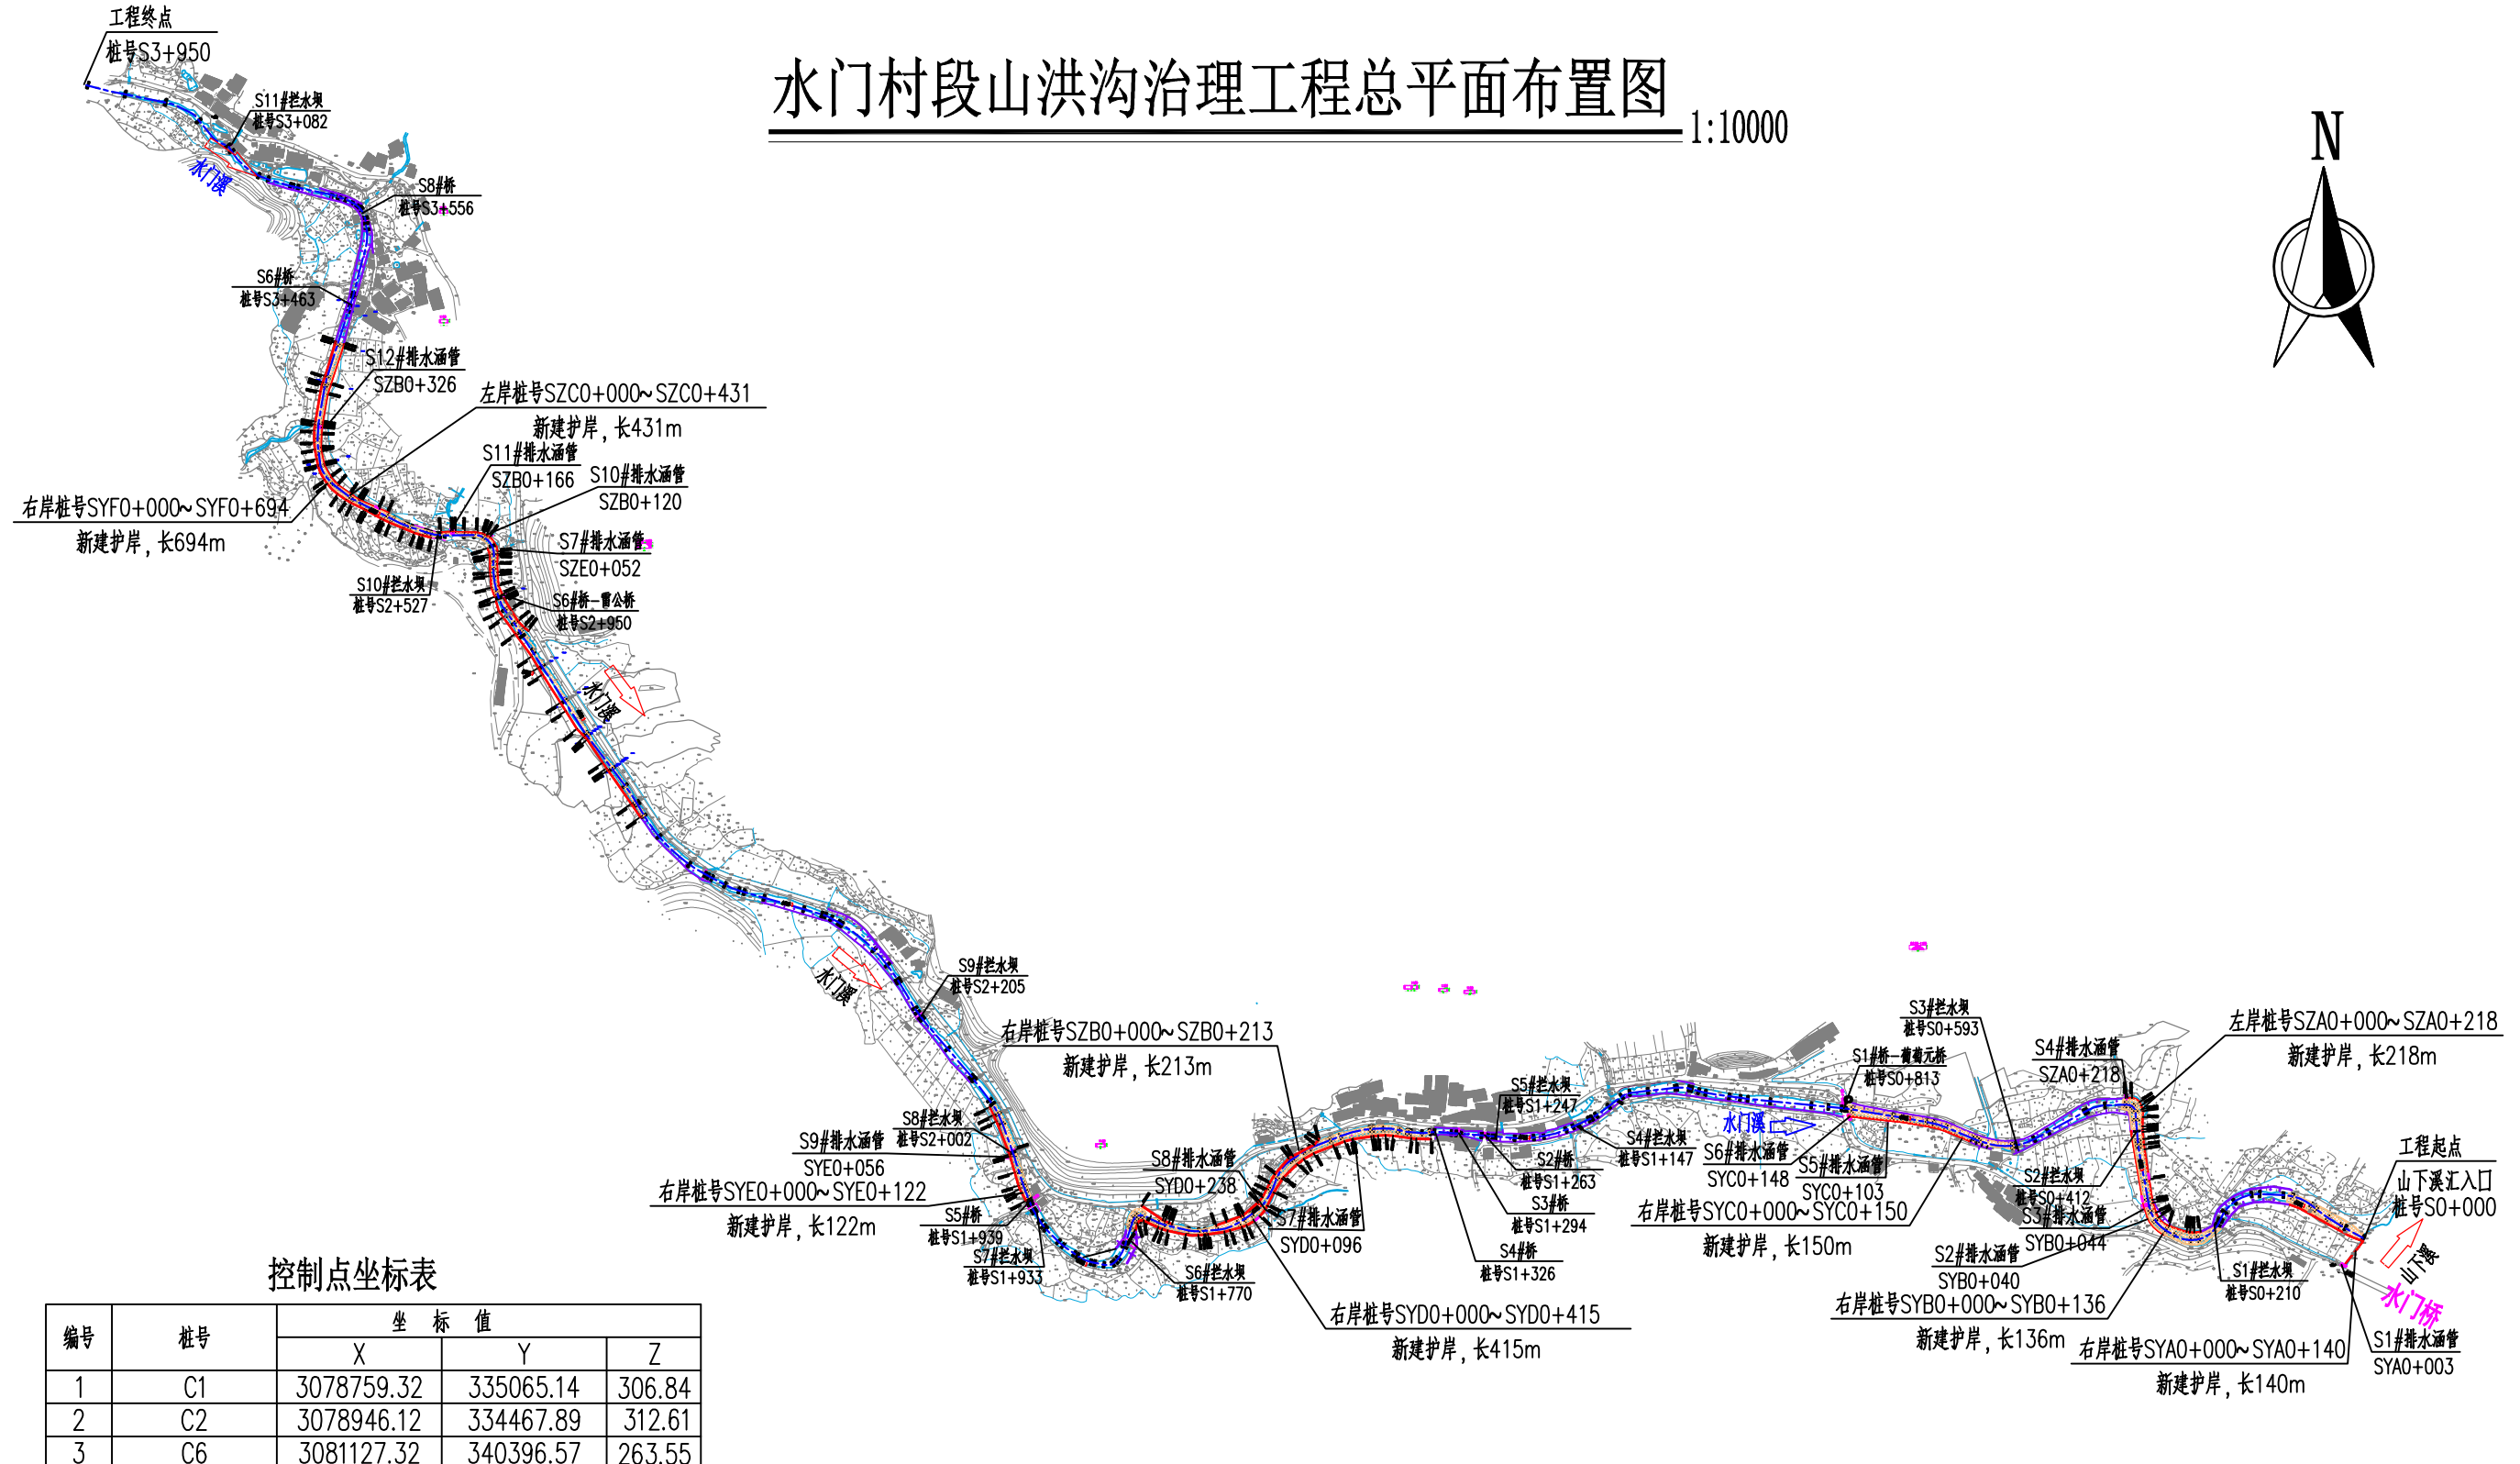 水门村段山洪沟治理工程总平面布置图 1:10000
N
工程终点
桩号S3+950
S11#拦水坝
桩号S3+082
水门溪
S8#桥
桩号S3+556
S6#桥
桩号S3+463
S12#排水涵管
SZB0+326
左岸桩号SZC0+000~SZC0+431
新建护岸，长431m
S11#排水涵管
SZB0+166
S10#排水涵管
SZB0+120
右岸桩号SYF0+000~SYF0+694
新建护岸，长694m
S7#排水涵管
SZE0+052
S10#拦水坝
桩号S2+527
S6#桥-雷公桥
桩号S2+950
水门溪
水门溪
S9#拦水坝
桩号S2+205
右岸桩号SZB0+000~SZB0+213
新建护岸，长213m
S8#拦水坝
桩号S2+002
S9#排水涵管
SYE0+056
右岸桩号SYE0+000~SYE0+122
新建护岸，长122m
S5#桥
桩号S1+939
S7#拦水坝
桩号S1+933
S8#排水涵管
SYD0+238
S6#拦水坝
桩号S1+770
S7#排水涵管
SYD0+096
右岸桩号SYD0+000~SYD0+415
新建护岸，长415m
S5#拦水坝
桩号S1+247
S2#桥
桩号S1+263
S3#桥
桩号S1+294
S4#桥
桩号S1+326
S4#拦水坝
桩号S1+147
水门溪
S1#桥-葡萄元桥
桩号S0+813
S6#排水涵管
SYC0+148
S5#排水涵管
SYC0+103
右岸桩号SYC0+000~SYC0+150
新建护岸，长150m
S3#拦水坝
桩号S0+593
S4#排水涵管
SZA0+218
左岸桩号SZA0+000~SZA0+218
新建护岸，长218m
S2#拦水坝
桩号S0+412
S3#排水涵管
SYB0+044
S2#排水涵管
SYB0+040
右岸桩号SYB0+000~SYB0+136
新建护岸，长136m
S1#拦水坝
桩号S0+210
工程起点
山下溪汇入口
桩号S0+000
山下溪
水门桥
S1#排水涵管
SYA0+003
右岸桩号SYA0+000~SYA0+140
新建护岸，长140m
控制点坐标表
编号 桩号 坐 标 值
X Y Z
1 C1 3078759.32 335065.14 306.84
2 C2 3078946.12 334467.89 312.61
3 C6 3081127.32 340396.57 263.55